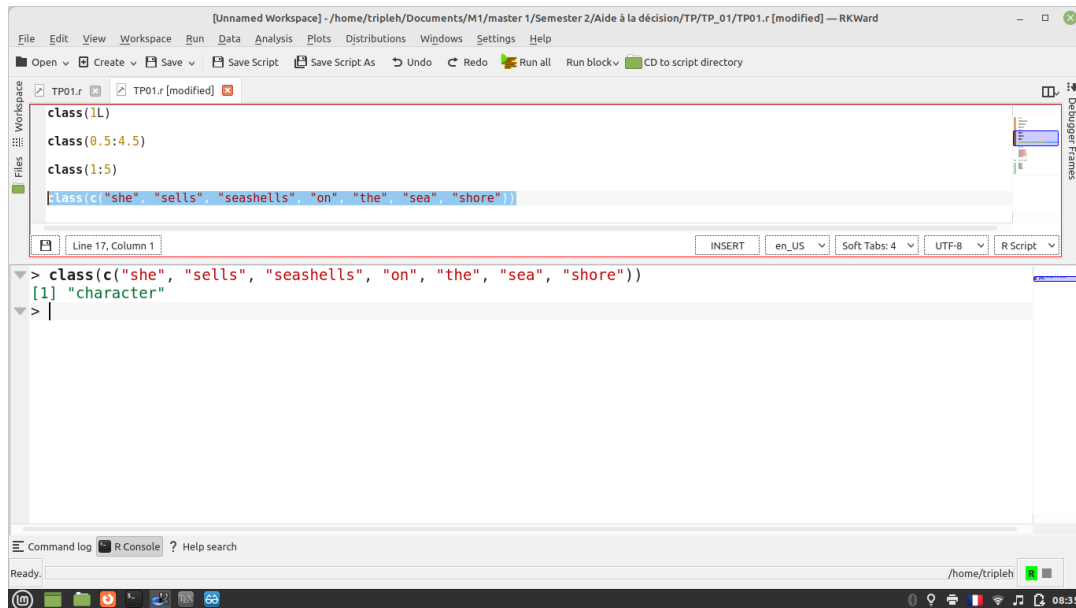 [Unnamed Workspace] - /home/tripleh/Documents/M1/master 1/Semester 2/Aide à la décision/TP/TP_01/TP01.r [modified] — RKWard
File Edit View Workspace Run Data Analysis Plots Distributions Windows Settings Help
Open Create Save Save Script Save Script As Undo Redo Run all Run block CD to script directory
TP01.r TP01.r [modified]
Workspace
Files
Debugger Frames
class(1L)
class(0.5:4.5)
class(1:5)
class(c("she", "sells", "seashells", "on", "the", "sea", "shore"))
Line 17, Column 1 INSERT en_US Soft Tabs: 4 UTF-8 R Script
> class(c("she", "sells", "seashells", "on", "the", "sea", "shore"))
[1] "character"
>
Command log R Console ? Help search
Ready. /home/tripleh R
TEX 08:35